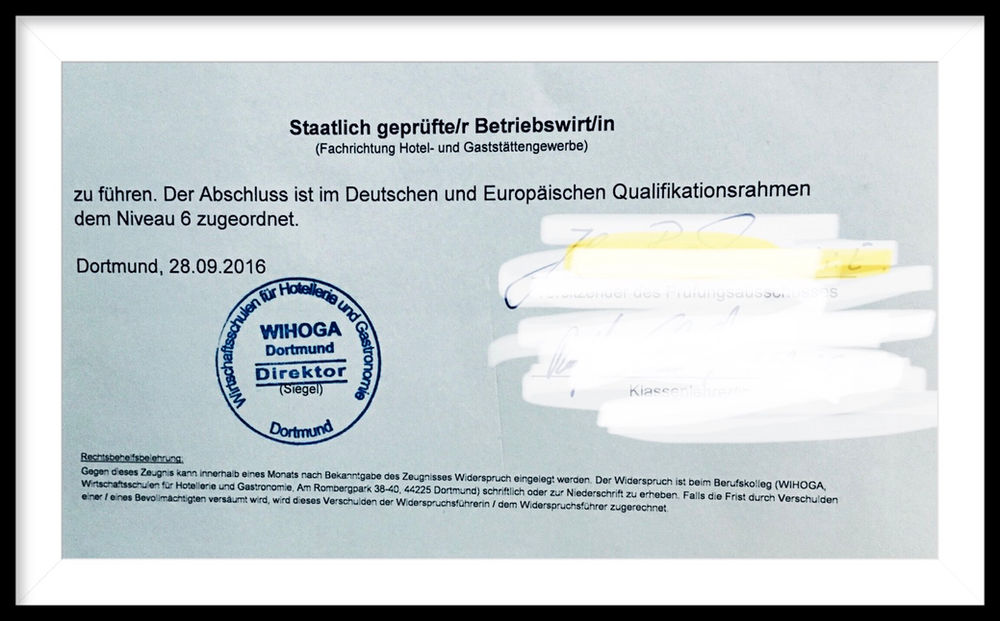 Staatlich geprüfte/r Betriebswirt/in
(Fachrichtung Hotel- und Gaststättengewerbe)
zu führen. Der Abschluss ist im Deutschen und Europäischen Qualifikationsrahmen
dem Niveau 6 zugeordnet.
Dortmund, 28.09.2016
Vorsitzender des Prüfungsausschusses
Wirtschaftsschulen für Hotellerie und Gastronomie
WIHOGA
Dortmund
Direktor
(Siegel)
Dortmund
Klassenlehrer
Rechtsbehelfsbelehrung:
Gegen dieses Zeugnis kann innerhalb eines Monats nach Bekanntgabe des Zeugnisses Widerspruch eingelegt werden. Der Widerspruch ist beim Berufskolleg (WIHOGA,
Wirtschaftsschulen für Hotellerie und Gastronomie, Am Rombergpark 38-40, 44225 Dortmund) schriftlich oder zur Niederschrift zu erheben. Falls die Frist durch Verschulden
einer / eines Bevollmächtigten versäumt wird, wird dieses Verschulden der Widerspruchsführerin / dem Widerspruchsführer zugerechnet.